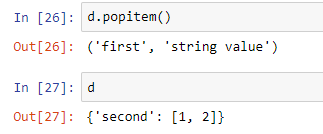 In [26]: d.popitem()
Out[26]: ('first', 'string value')
In [27]: d
Out[27]: {'second': [1, 2]}